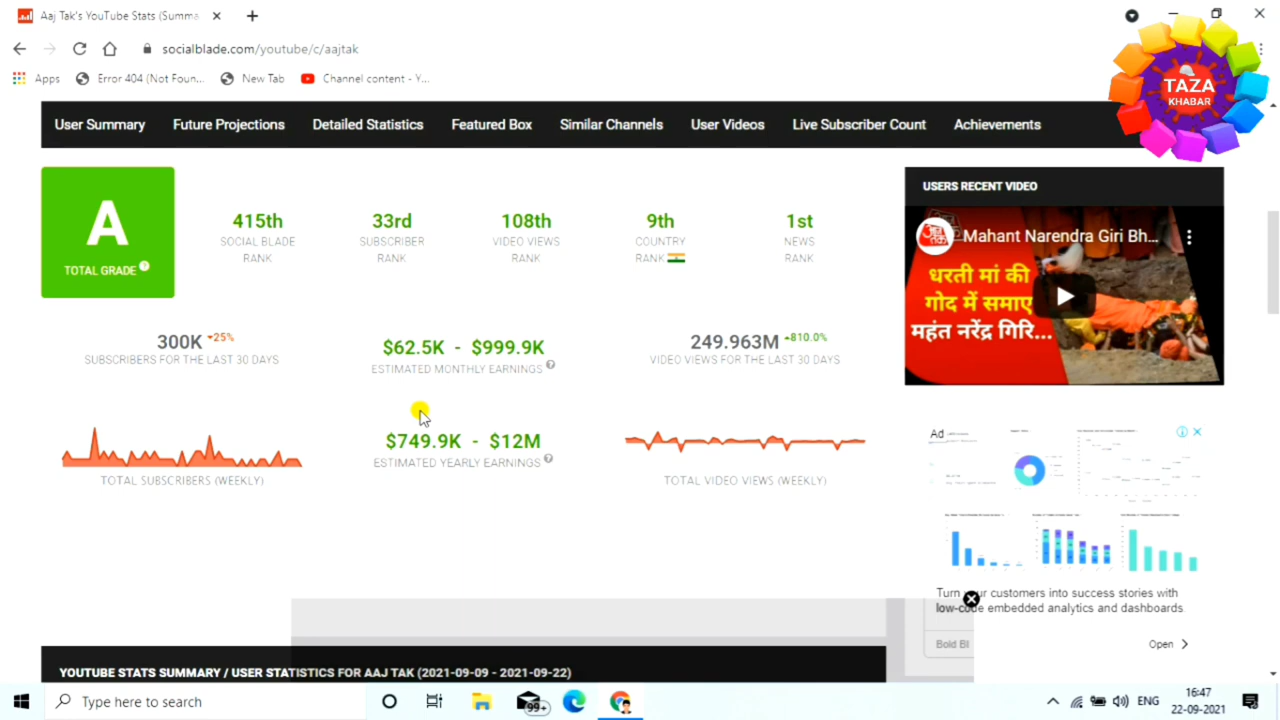 Aaj Tak's YouTube Stats (Summa
socialblade.com/youtube/c/aajtak
Apps
Error 404 (Not Foun...
New Tab
Channel content - Y...
TAZA
KHABAR
User Summary
Future Projections
Detailed Statistics
Featured Box
Similar Channels
User Videos
Live Subscriber Count
Achievements
A
TOTAL GRADE
415th
SOCIAL BLADE
RANK
33rd
SUBSCRIBER
RANK
108th
VIDEO VIEWS
RANK
9th
COUNTRY
RANK
1st
NEWS
RANK
USERS RECENT VIDEO
आज तक
Mahant Narendra Giri Bh...
धरती मां की
गोद में समाए
महंत नरेंद्र गिरि...
300K 25%
SUBSCRIBERS FOR THE LAST 30 DAYS
$62.5K - $999.9K
ESTIMATED MONTHLY EARNINGS
249.963M 810.0%
VIDEO VIEWS FOR THE LAST 30 DAYS
$749.9K - $12M
ESTIMATED YEARLY EARNINGS
TOTAL SUBSCRIBERS (WEEKLY)
TOTAL VIDEO VIEWS (WEEKLY)
Ad
Turn your customers into success stories with
low-code embedded analytics and dashboards.
Bold BI
Open
YOUTUBE STATS SUMMARY / USER STATISTICS FOR AAJ TAK (2021-09-09 - 2021-09-22)
Type here to search
99+
ENG
16:47
22-09-2021